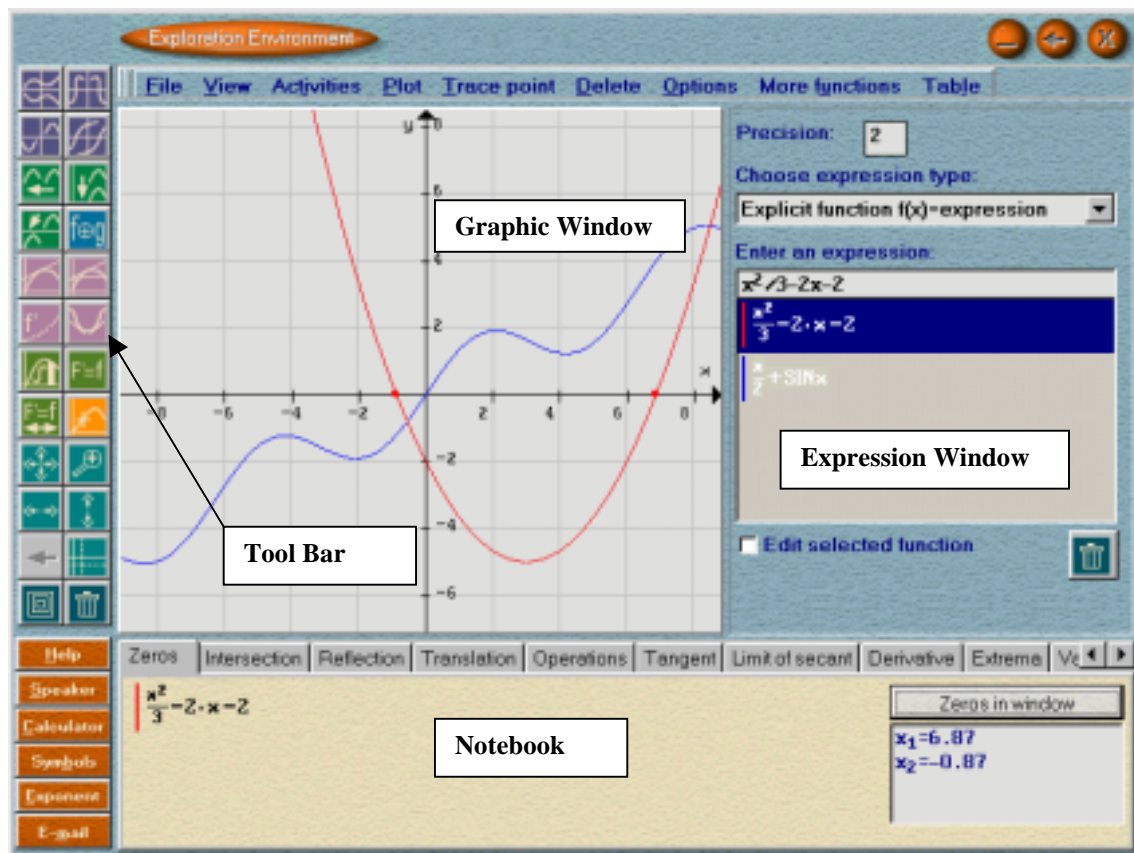 Exploration Environment
File View Activities Plot Trace point Delete Options More functions Table
Precision: 2
Choose expression type:
Explicit function f(x)=expression
Enter an expression:
x²/3-2x-2
x²/3-2·x-2
x/2+SINx
Expression Window
Edit selected function
Graphic Window
y
8
6
4
2
x
-8 -6 -4 -2 2 4 6 8
-2
-4
-6
Tool Bar
f⊕g
f'
F'=f
F'=f
Help
Speaker
Calculator
Symbols
Exponent
E-mail
Zeros Intersection Reflection Translation Operations Tangent Limit of secant Derivative Extrema
x²/3-2·x-2
Notebook
Zeros in window
x₁=6.87
x₂=-0.87